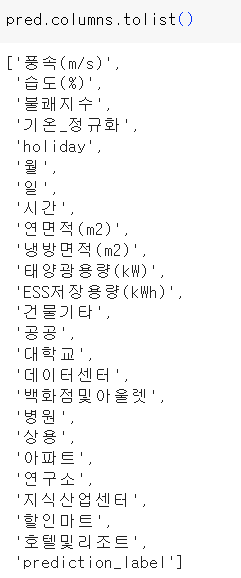 pred.columns.tolist()
['풍속(m/s)',
'습도(%)',
'불쾌지수',
'기온_정규화',
'holiday',
'월',
'일',
'시간',
'연면적(m2)',
'냉방면적(m2)',
'태양광용량(kW)',
'ESS저장용량(kWh)',
'건물기타',
'공공',
'대학교',
'데이터센터',
'백화점및아울렛',
'병원',
'상용',
'아파트',
'연구소',
'지식산업센터',
'할인마트',
'호텔및리조트',
'prediction_label']